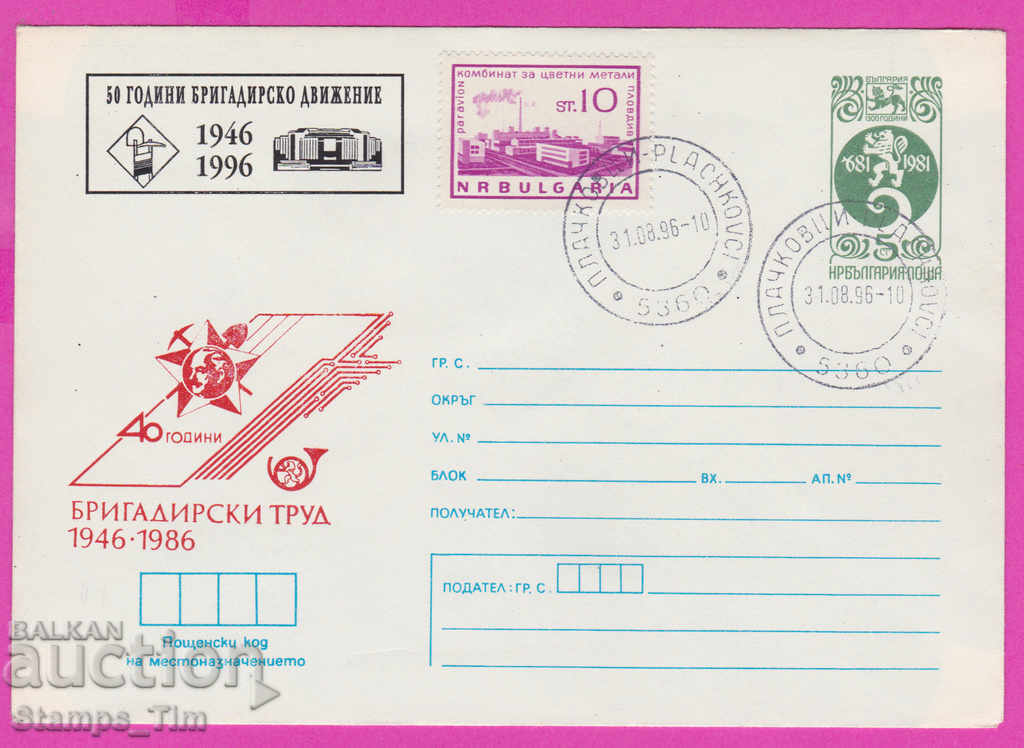 50 ГОДИНИ БРИГАДИРСКО ДВИЖЕНИЕ
1946
1996
КОМБИНАТ ЗА ЦВЕТНИ МЕТАЛИ
ПЛОВДИВ
paravion
ST.10
NRBULGARIA
БЪЛГАРИЯ
1300 ГОДИНИ
681 1981
5
НРБЪЛГАРИЯ·ПОЩА
ПЛАЧКОВЦИ-PLACHKOVCI
31.08.96-10
5360
ПЛАЧКОВЦИ-PLACHKOVCI
31.08.96-10
5360
40 ГОДИНИ
БРИГАДИРСКИ ТРУД
1946·1986
ГР. С.
ОКРЪГ
УЛ. №
БЛОК ВХ. АП. №
ПОЛУЧАТЕЛ:
ПОДАТЕЛ: ГР. С.
Пощенски код
на местоназначението
BALKAN
auction
Stamps_Tim